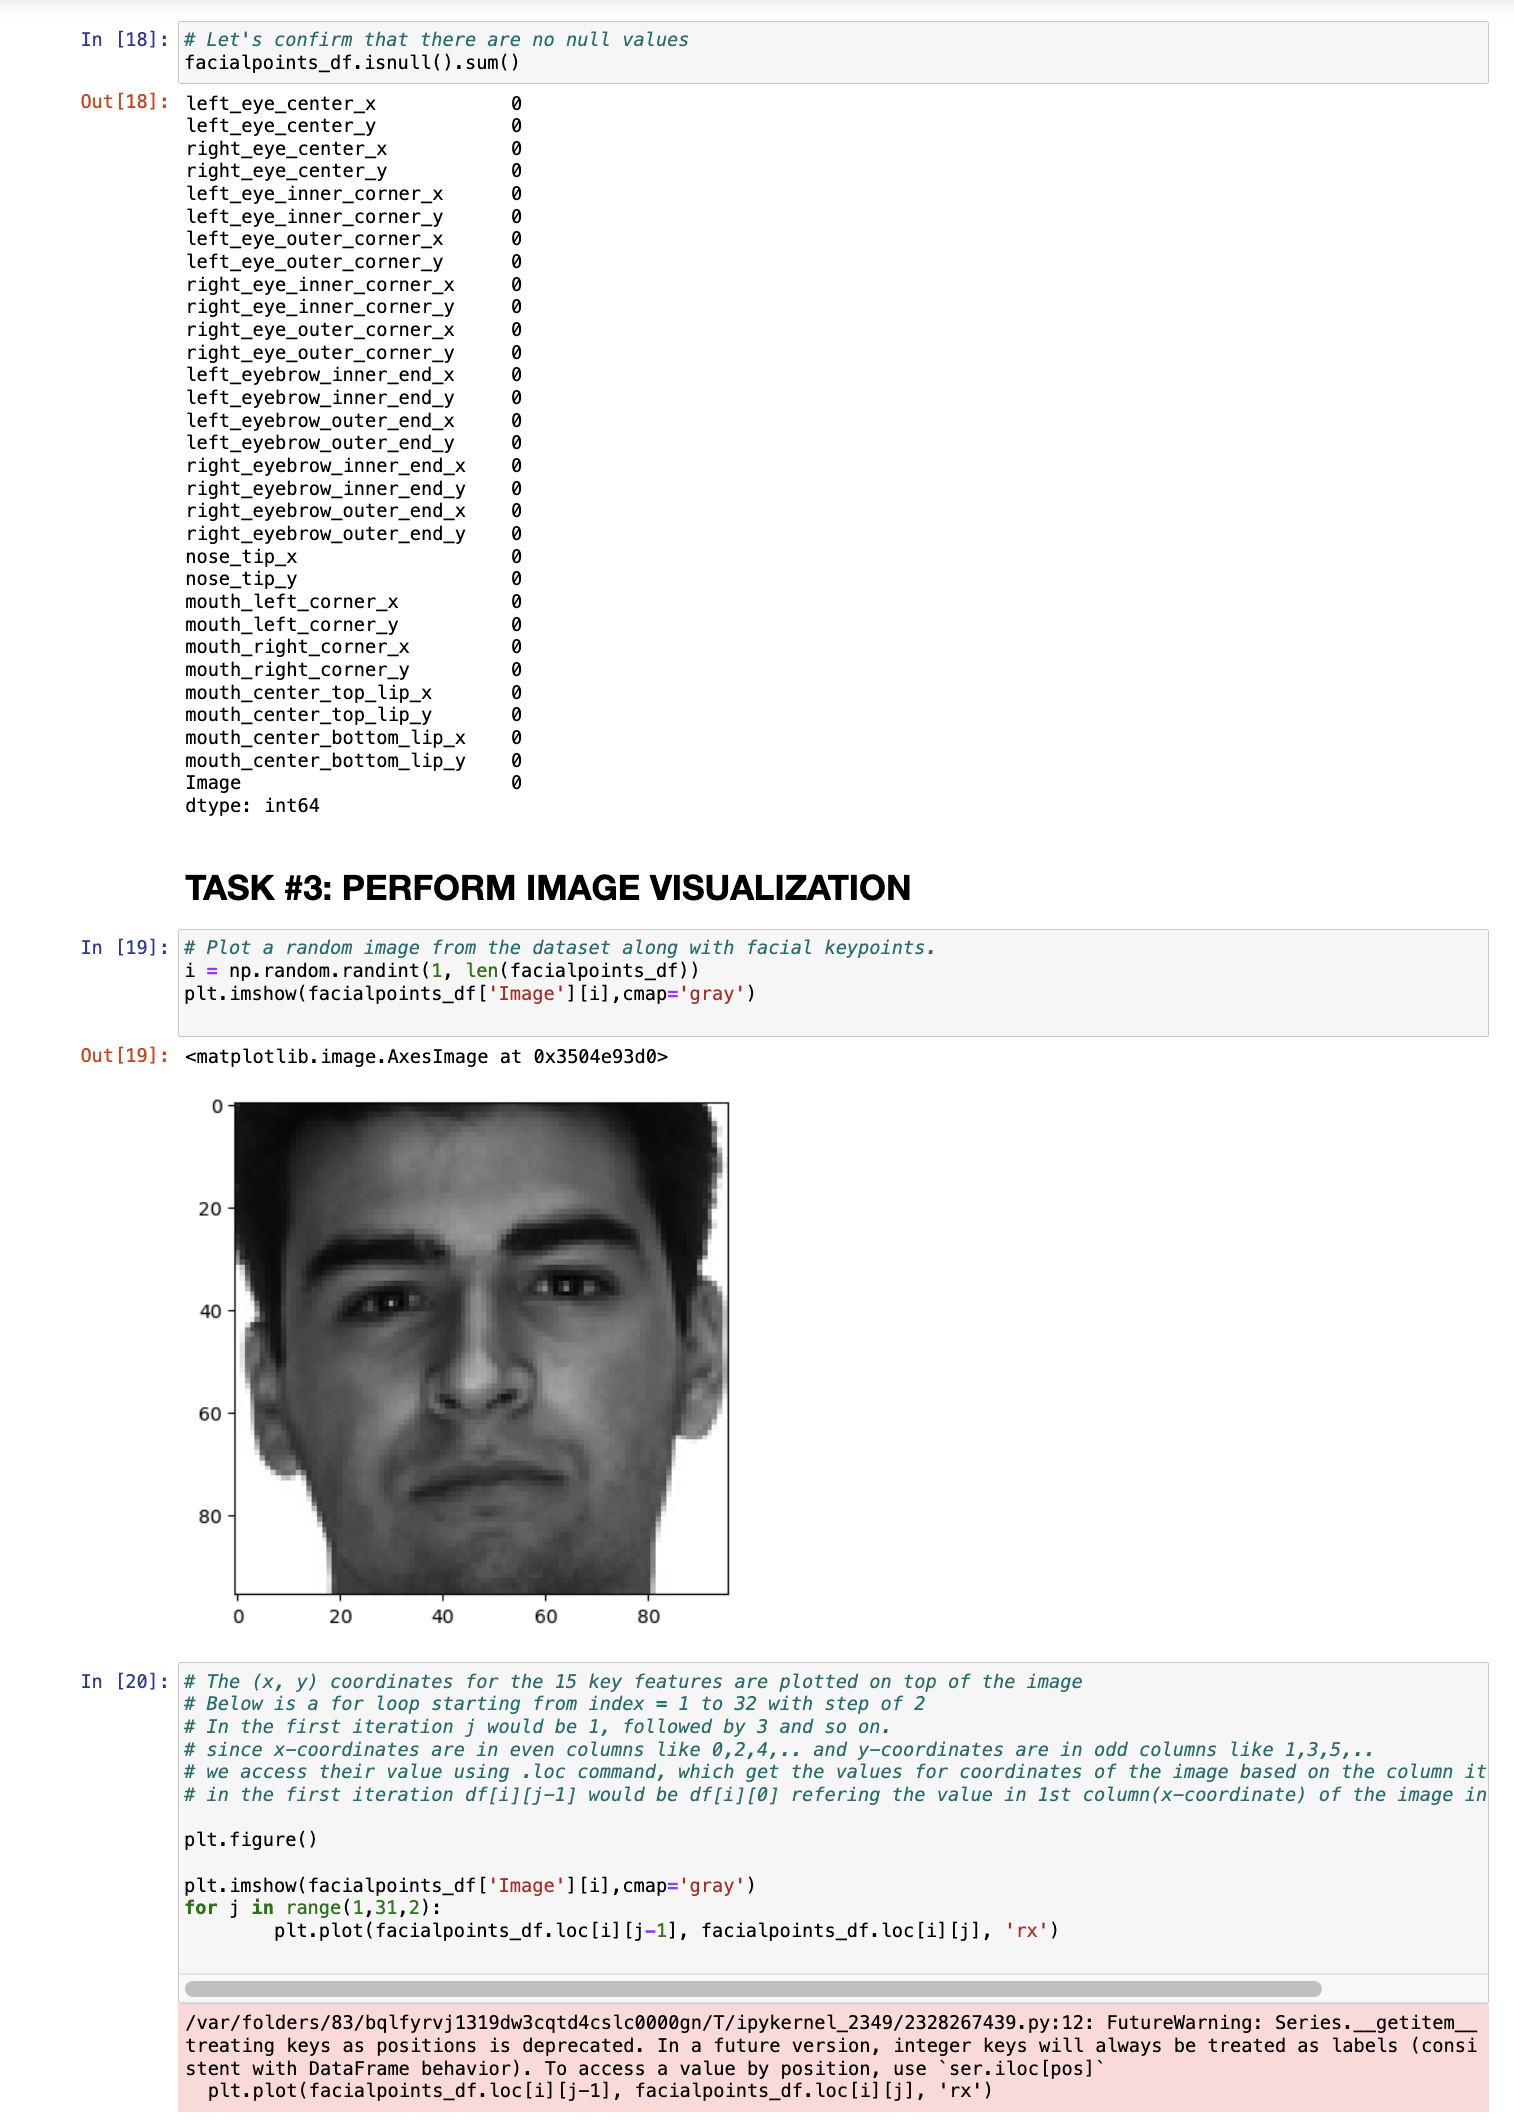 In [18]: # Let's confirm that there are no null values
facialpoints_df.isnull().sum()
Out[18]: left_eye_center_x 0
left_eye_center_y 0
right_eye_center_x 0
right_eye_center_y 0
left_eye_inner_corner_x 0
left_eye_inner_corner_y 0
left_eye_outer_corner_x 0
left_eye_outer_corner_y 0
right_eye_inner_corner_x 0
right_eye_inner_corner_y 0
right_eye_outer_corner_x 0
right_eye_outer_corner_y 0
left_eyebrow_inner_end_x 0
left_eyebrow_inner_end_y 0
left_eyebrow_outer_end_x 0
left_eyebrow_outer_end_y 0
right_eyebrow_inner_end_x 0
right_eyebrow_inner_end_y 0
right_eyebrow_outer_end_x 0
right_eyebrow_outer_end_y 0
nose_tip_x 0
nose_tip_y 0
mouth_left_corner_x 0
mouth_left_corner_y 0
mouth_right_corner_x 0
mouth_right_corner_y 0
mouth_center_top_lip_x 0
mouth_center_top_lip_y 0
mouth_center_bottom_lip_x 0
mouth_center_bottom_lip_y 0
Image 0
dtype: int64
TASK #3: PERFORM IMAGE VISUALIZATION
In [19]: # Plot a random image from the dataset along with facial keypoints.
i = np.random.randint(1, len(facialpoints_df))
plt.imshow(facialpoints_df['Image'][i],cmap='gray')
Out[19]: <matplotlib.image.AxesImage at 0x3504e93d0>
0
20
40
60
80
0 20 40 60 80
In [20]: # The (x, y) coordinates for the 15 key features are plotted on top of the image
# Below is a for loop starting from index = 1 to 32 with step of 2
# In the first iteration j would be 1, followed by 3 and so on.
# since x-coordinates are in even columns like 0,2,4,.. and y-coordinates are in odd columns like 1,3,5,..
# we access their value using .loc command, which get the values for coordinates of the image based on the column it
# in the first iteration df[i][j-1] would be df[i][0] refering the value in 1st column(x-coordinate) of the image in
plt.figure()
plt.imshow(facialpoints_df['Image'][i],cmap='gray')
for j in range(1,31,2):
plt.plot(facialpoints_df.loc[i][j-1], facialpoints_df.loc[i][j], 'rx')
/var/folders/83/bqlfyrvj1319dw3cqtd4cslc0000gn/T/ipykernel_2349/2328267439.py:12: FutureWarning: Series.__getitem__
treating keys as positions is deprecated. In a future version, integer keys will always be treated as labels (consi
stent with DataFrame behavior). To access a value by position, use `ser.iloc[pos]`
plt.plot(facialpoints_df.loc[i][j-1], facialpoints_df.loc[i][j], 'rx')